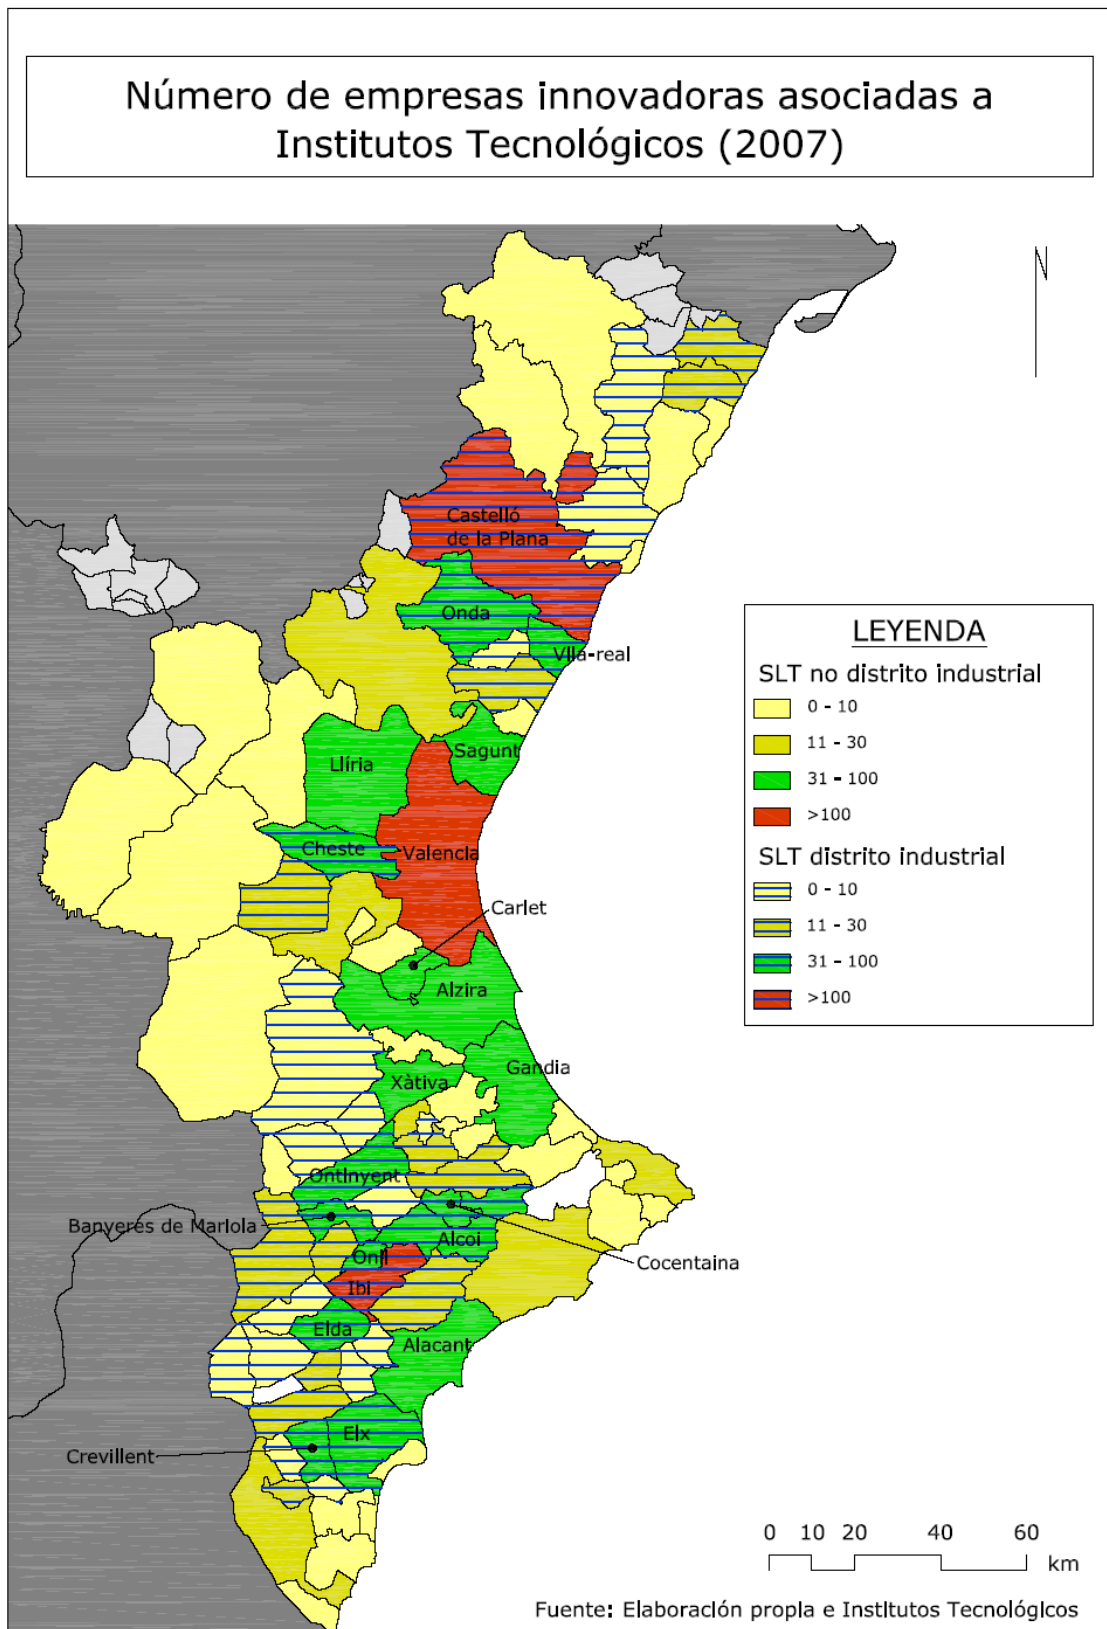 Número de empresas innovadoras asociadas a
Institutos Tecnológicos (2007)
N
Castelló
de la Plana
Onda
Vila-real
Sagunt
Llíria
Cheste
Valencia
Carlet
Alzira
Gandia
Xàtiva
Ontinyent
Banyeres de Mariola
Alcoi
Cocentaina
Onil
Ibi
Elda
Alacant
Elx
Crevillent
LEYENDA
SLT no distrito industrial
0 - 10
11 - 30
31 - 100
>100
SLT distrito industrial
0 - 10
11 - 30
31 - 100
>100
0 10 20 40 60
km
Fuente: Elaboración propia e Institutos Tecnológicos